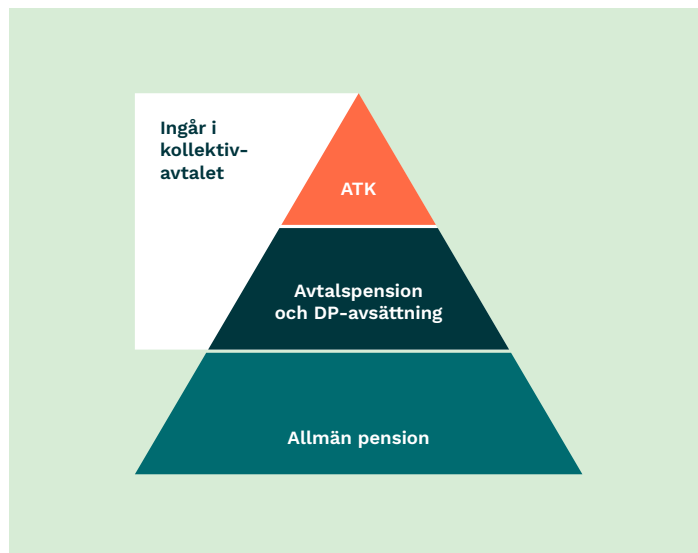 Ingår i
kollektiv-
avtalet
ATK
Avtalspension
och DP-avsättning
Allmän pension